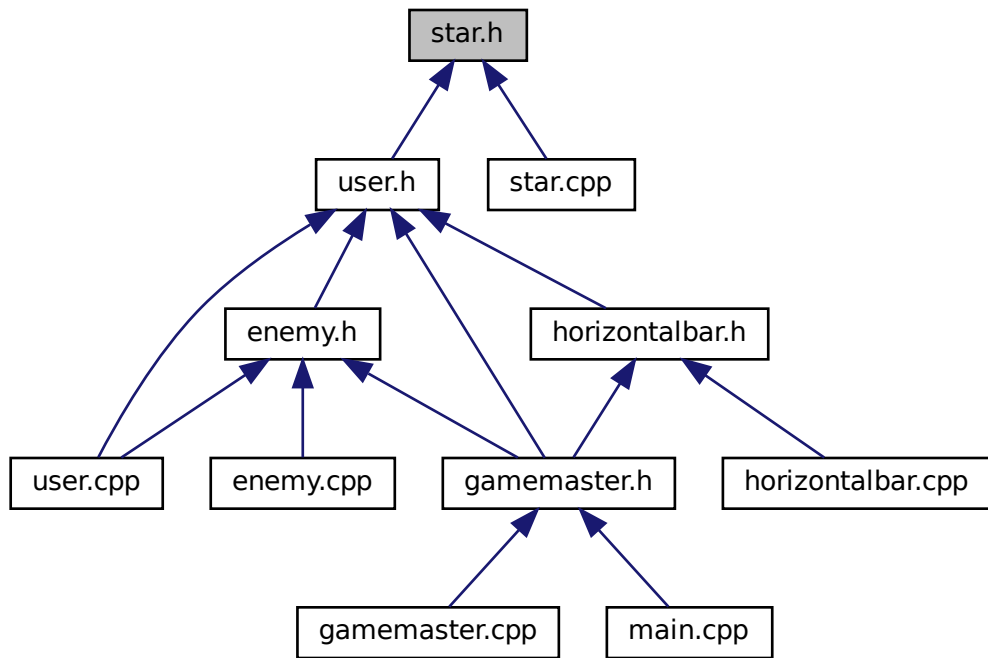 star.h
user.h
star.cpp
enemy.h
horizontalbar.h
user.cpp
enemy.cpp
gamemaster.h
horizontalbar.cpp
gamemaster.cpp
main.cpp